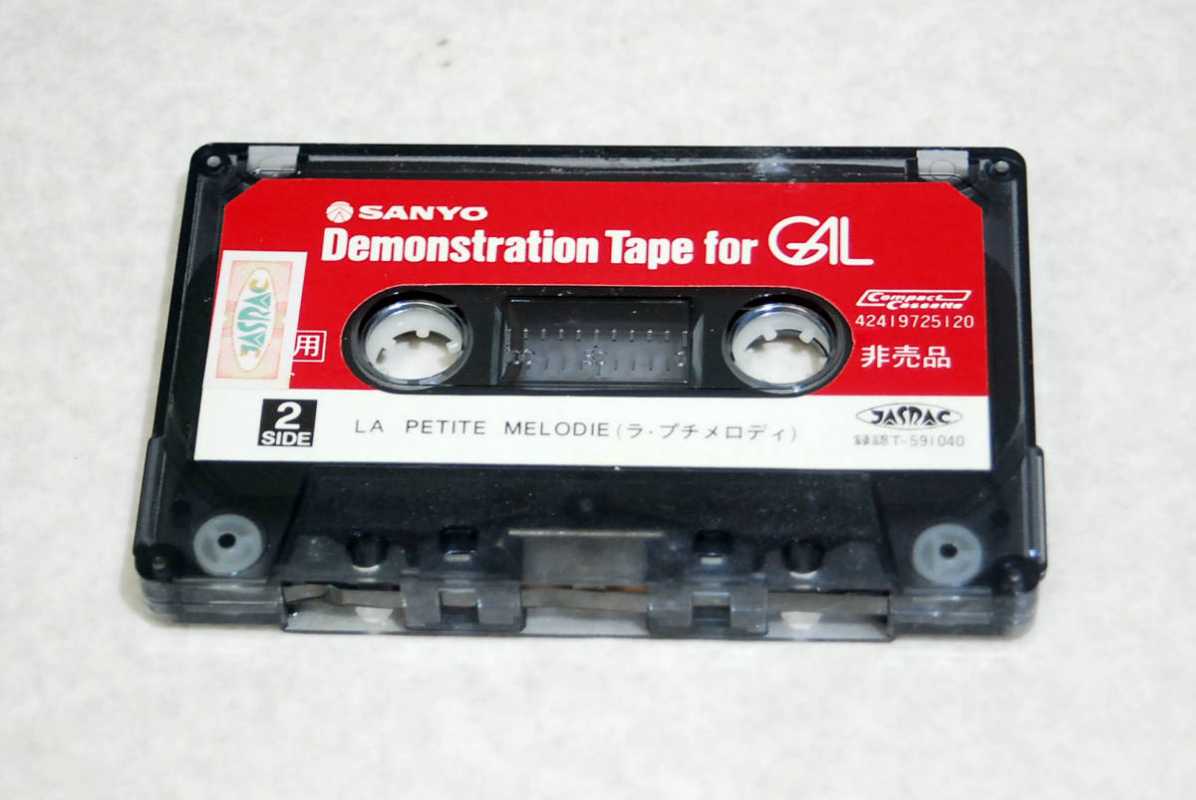 SANYO
Demonstration Tape for GAL
JASRAC
用
Compact
Cassette
42419725120
非売品
2
SIDE
LA PETITE MELODIE (ラ・プチメロディ)
JASRAC
T-591040